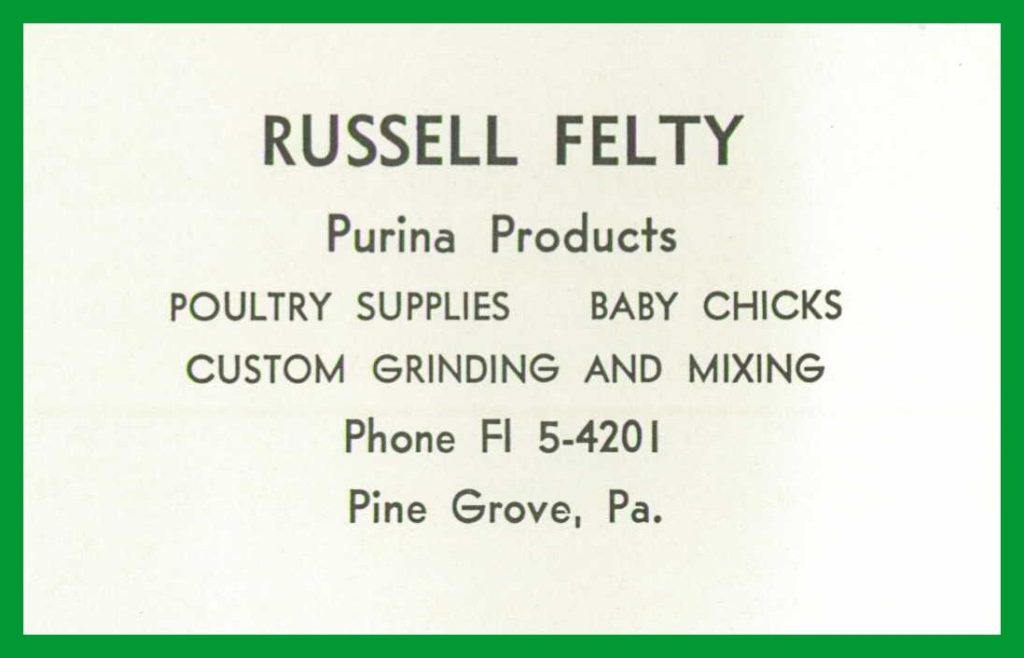 RUSSELL FELTY
Purina Products
POULTRY SUPPLIES BABY CHICKS
CUSTOM GRINDING AND MIXING
Phone FI 5-4201
Pine Grove, Pa.